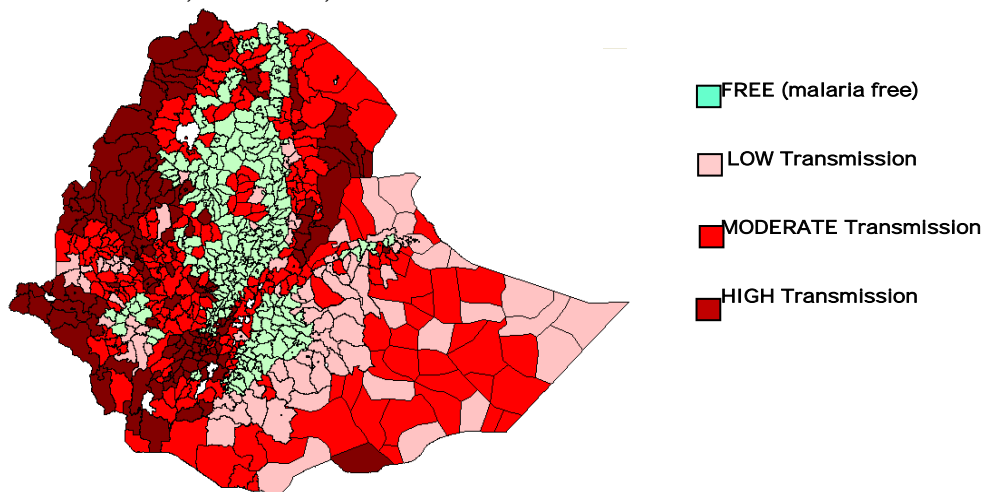 FREE (malaria free)
LOW Transmission
MODERATE Transmission
HIGH Transmission